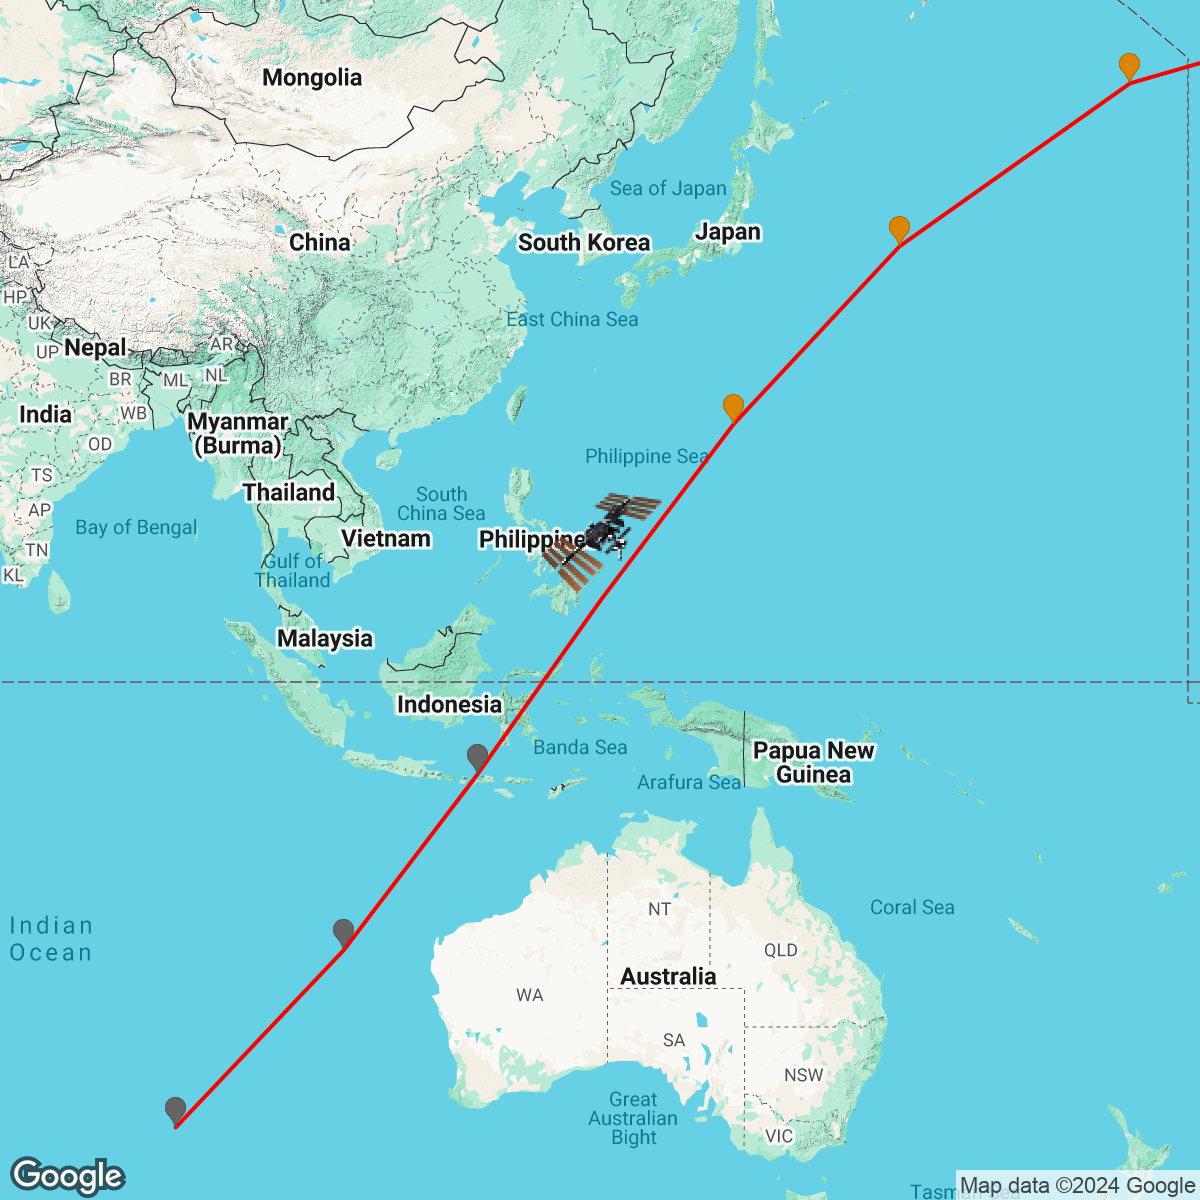 Mongolia
Sea of Japan
Japan
China
South Korea
LA
HP
East China Sea
UK
UP
Nepal
AR
BR
ML
NL
India
WB
Myanmar
(Burma)
OD
Philippine Sea
TS
Thailand
South
China Sea
AP
Bay of Bengal
Vietnam
Philippine
TN
Gulf of
Thailand
KL
Malaysia
Indonesia
Banda Sea
Papua New
Guinea
Arafura Sea
Indian
Ocean
NT
Coral Sea
QLD
Australia
WA
SA
NSW
Great
Australian
Bight
VIC
Google
Map data ©2024 Google